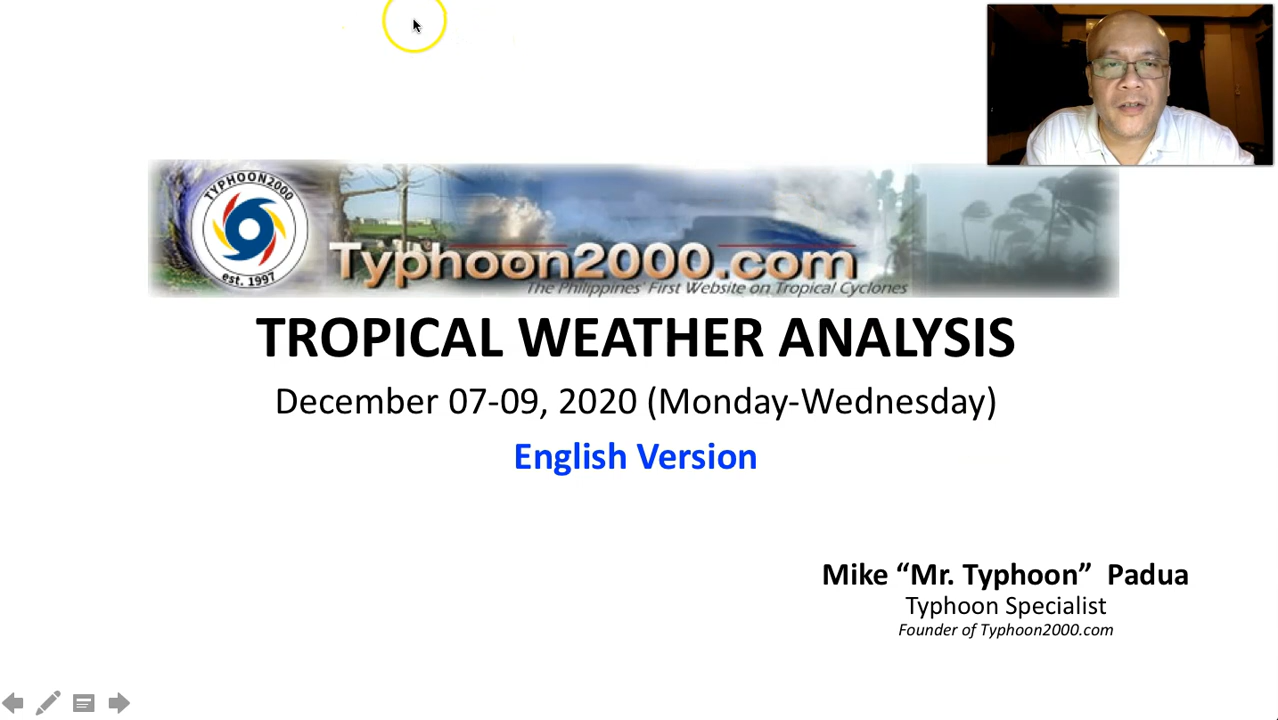 TYPHOON2000
est. 1997
Typhoon2000.com
The Philippines' First Website on Tropical Cyclones
TROPICAL WEATHER ANALYSIS
December 07-09, 2020 (Monday-Wednesday)
English Version
Mike “Mr. Typhoon” Padua
Typhoon Specialist
Founder of Typhoon2000.com